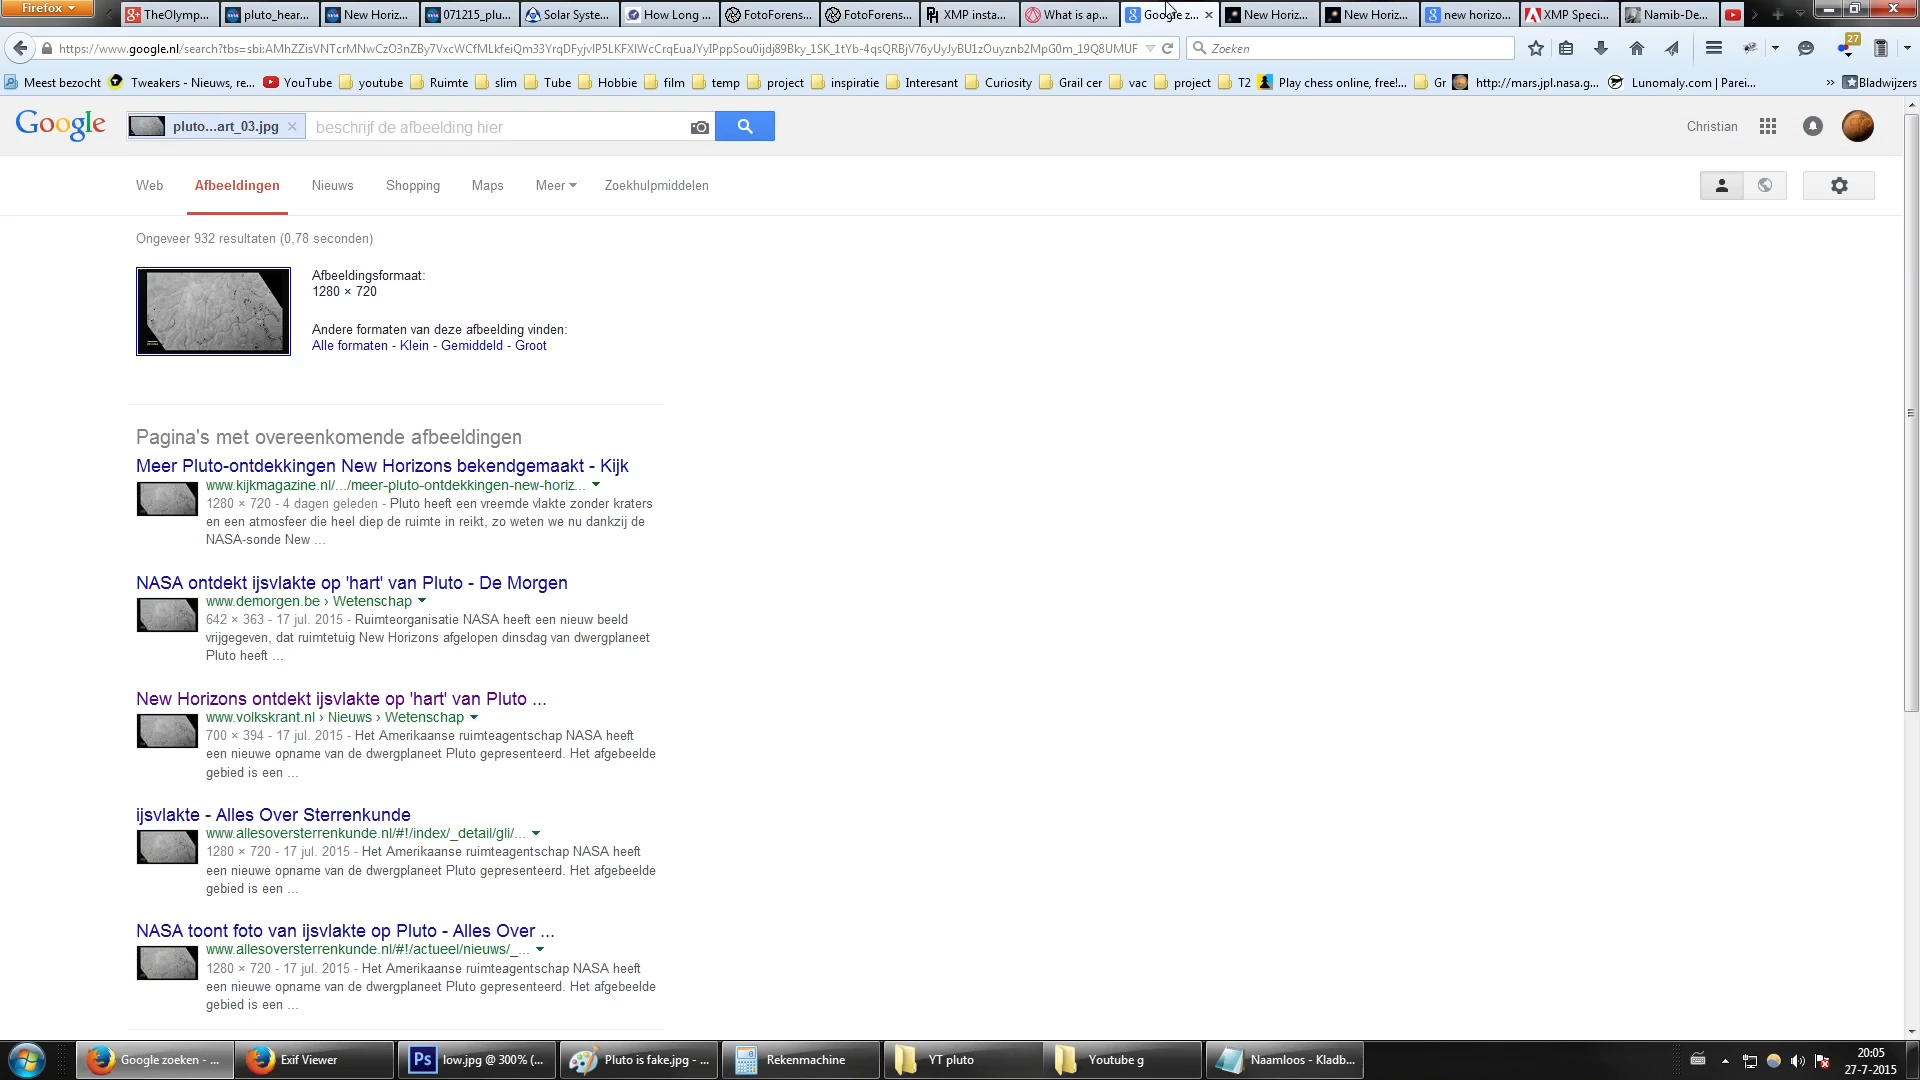 Firefox
TheOlymp...
pluto_hear...
New Horiz...
071215_plu...
Solar Syste...
How Long ...
FotoForens...
FotoForens...
XMP insta...
What is ap...
Google z...
New Horiz...
New Horiz...
new horizo...
XMP Speci...
Namib-De...
https://www.google.nl/search?tbs=sbi:AMhZZisVNTcrMNwCzO3nZBy7VxcWCfMLkfeiQm33YrqDFyjvlP5LKFXlWcCrqEuaJYyIPppSou0ijdj89Bky_1SK_1tYb-4qsQRBjV76yUyJyBU1zOuyznb2MpG0m_19Q8UMUF
Zoeken
27
Meest bezocht
Tweakers - Nieuws, re...
YouTube
youtube
Ruimte
slim
Tube
Hobbie
film
temp
project
inspiratie
Interesant
Curiosity
Grail cer
vac
project
T2
Play chess online, free!...
Gr
http://mars.jpl.nasa.g...
Lunomaly.com | Parei...
»
Bladwijzers
Google
pluto...art_03.jpg
beschrijf de afbeelding hier
Christian
Web
Afbeeldingen
Nieuws
Shopping
Maps
Meer
Zoekhulpmiddelen
Ongeveer 932 resultaten (0,78 seconden)
Afbeeldingsformaat:
1280 × 720
Andere formaten van deze afbeelding vinden:
Alle formaten - Klein - Gemiddeld - Groot
Pagina's met overeenkomende afbeeldingen
Meer Pluto-ontdekkingen New Horizons bekendgemaakt - Kijk
www.kijkmagazine.nl/.../meer-pluto-ontdekkingen-new-horiz...
1280 × 720 - 4 dagen geleden - Pluto heeft een vreemde vlakte zonder kraters
en een atmosfeer die heel diep de ruimte in reikt, zo weten we nu dankzij de
NASA-sonde New ...
NASA ontdekt ijsvlakte op 'hart' van Pluto - De Morgen
www.demorgen.be › Wetenschap
642 × 363 - 17 jul. 2015 - Ruimteorganisatie NASA heeft een nieuw beeld
vrijgegeven, dat ruimtetuig New Horizons afgelopen dinsdag van dwergplaneet
Pluto heeft ...
New Horizons ontdekt ijsvlakte op 'hart' van Pluto ...
www.volkskrant.nl › Nieuws › Wetenschap
700 × 394 - 17 jul. 2015 - Het Amerikaanse ruimteagentschap NASA heeft
een nieuwe opname van de dwergplaneet Pluto gepresenteerd. Het afgebeelde
gebied is een ...
ijsvlakte - Alles Over Sterrenkunde
www.allesoversterrenkunde.nl/#!/index/_detail/gli/...
1280 × 720 - 17 jul. 2015 - Het Amerikaanse ruimteagentschap NASA heeft
een nieuwe opname van de dwergplaneet Pluto gepresenteerd. Het afgebeelde
gebied is een ...
NASA toont foto van ijsvlakte op Pluto - Alles Over ...
www.allesoversterrenkunde.nl/#!/actueel/nieuws/_...
1280 × 720 - 17 jul. 2015 - Het Amerikaanse ruimteagentschap NASA heeft
een nieuwe opname van de dwergplaneet Pluto gepresenteerd. Het afgebeelde
gebied is een ...
Google zoeken - ...
Exif Viewer
Ps
low.jpg @ 300% (...
Pluto is fake.jpg - ...
Rekenmachine
YT pluto
Youtube g
Naamloos - Kladb...
20:05
27-7-2015